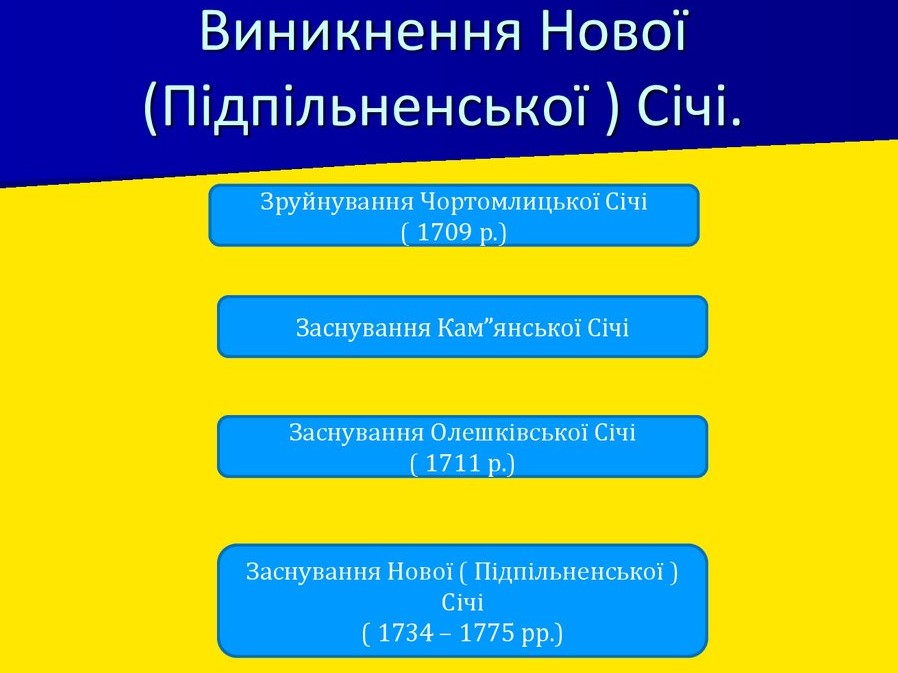 Виникнення Нової
(Підпільненської ) Січі.
Зруйнування Чортомлицької Січі
( 1709 р.)
Заснування Кам”янської Січі
Заснування Олешківської Січі
( 1711 р.)
Заснування Нової ( Підпільненської )
Січі
( 1734 – 1775 рр.)